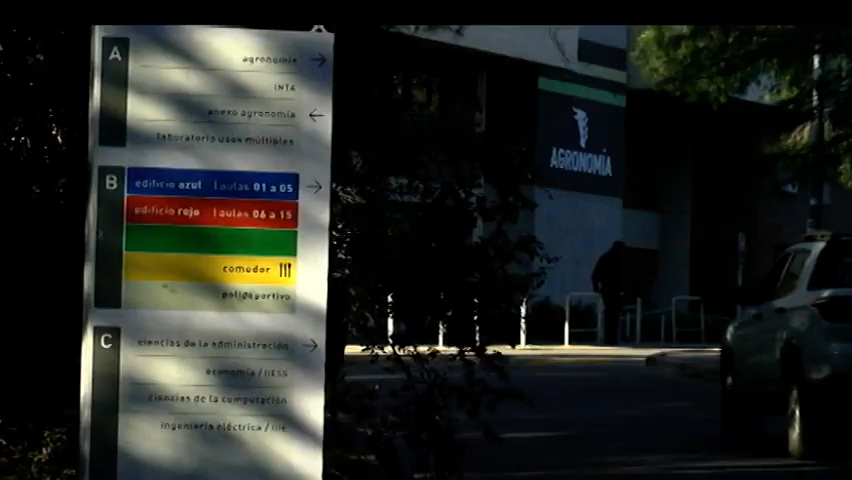 A
agronomía
INTA
anexo agronomía
laboratorio usos múltiples
B
edificio azul | aulas 01 a 05
edificio rojo | aulas 06 a 15
comedor
polideportivo
C
ciencias de la administración
economía / IIESS
ciencias de la computación
ingeniería eléctrica / IIIE
AGRONOMÍA